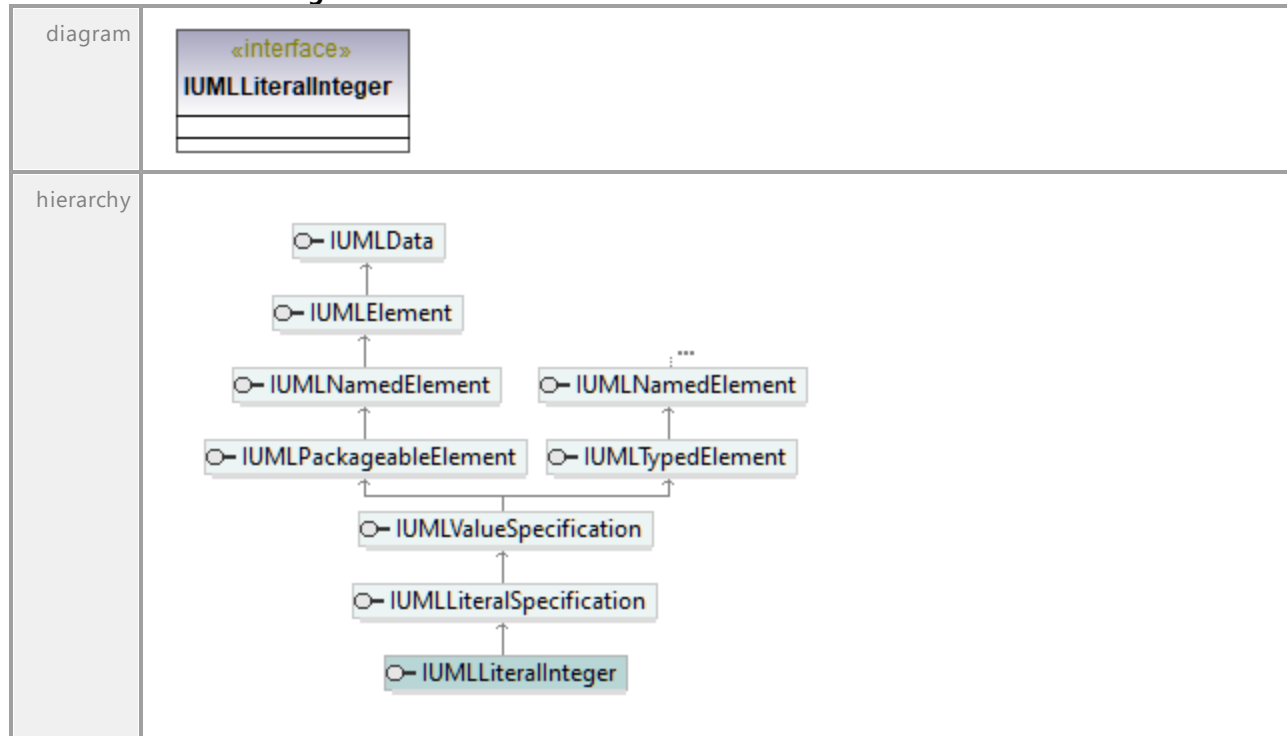 diagram
«interface»
IUMLLiteralInteger
hierarchy
IUMLData
IUMLElement
IUMLNamedElement
...
IUMLNamedElement
IUMLPackageableElement
IUMLTypedElement
IUMLValueSpecification
IUMLLiteralSpecification
IUMLLiteralInteger